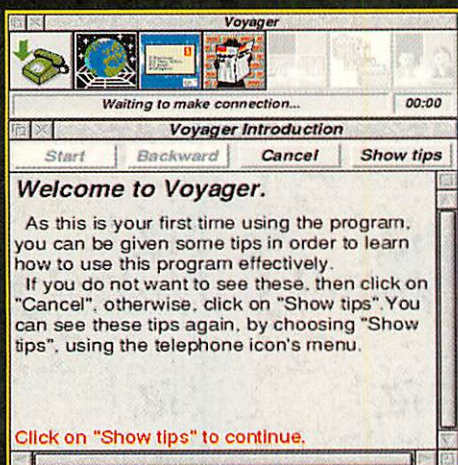 Voyager
Waiting to make connection...
00:00
Voyager Introduction
Start
Backward
Cancel
Show tips
Welcome to Voyager.
As this is your first time using the program,
you can be given some tips in order to learn
how to use this program effectively.
If you do not want to see these, then click on
"Cancel", otherwise, click on "Show tips".You
can see these tips again, by choosing "Show
tips", using the telephone icon's menu.
Click on "Show tips" to continue.